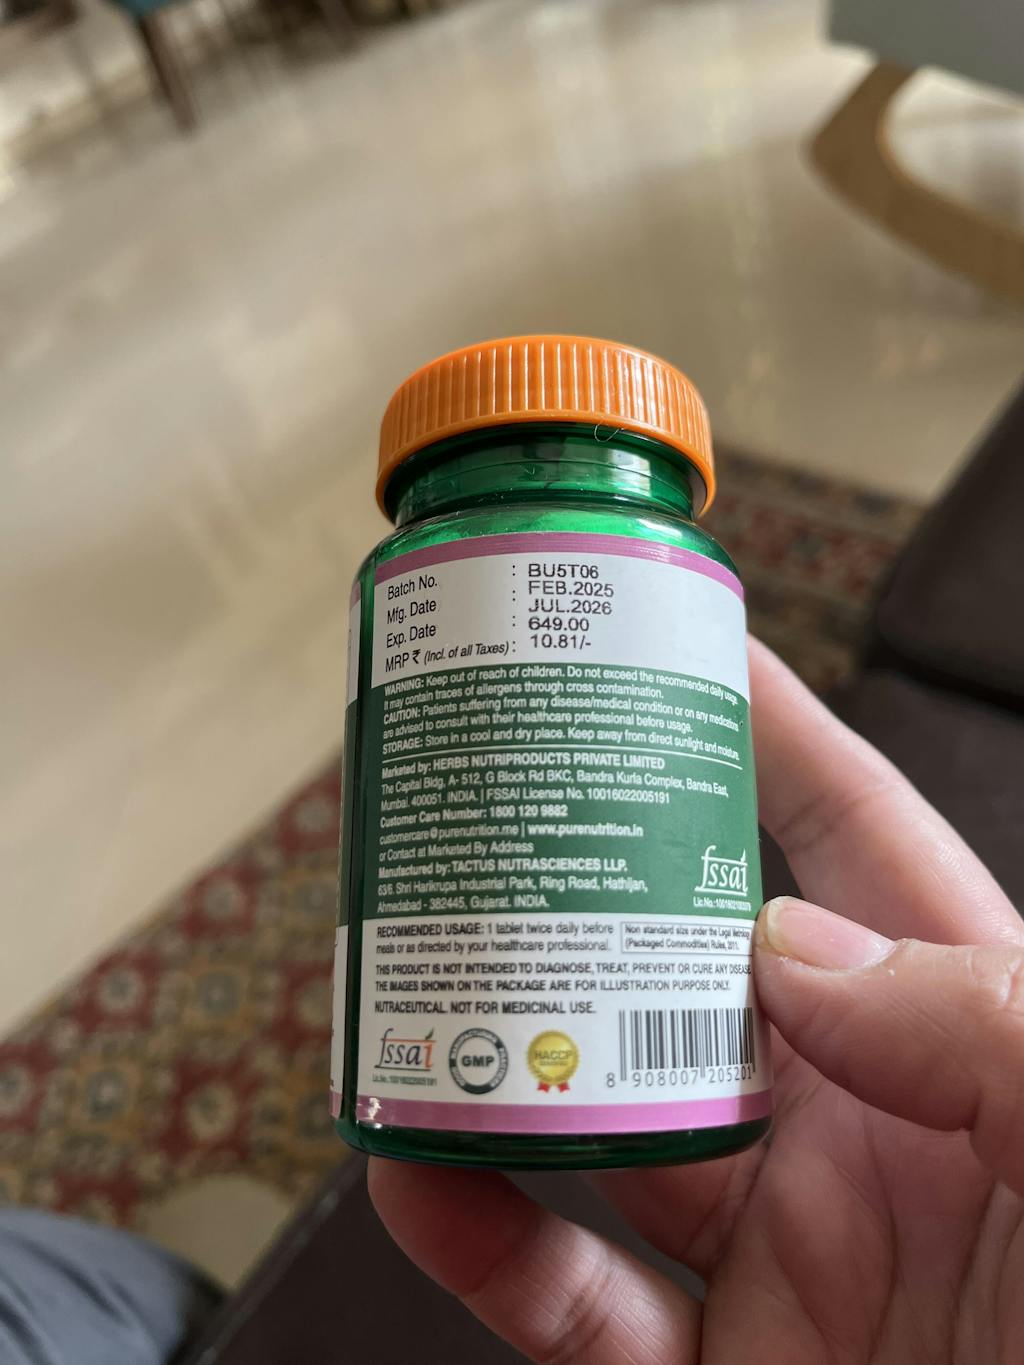 Batch No. : BU5T06
Mfg. Date : FEB.2025
Exp. Date : JUL.2026
MRP ₹ (Incl. of all Taxes) : 649.00
10.81/-
WARNING: Keep out of reach of children. Do not exceed the recommended daily usage.
It may contain traces of allergens through cross contamination.
CAUTION: Patients suffering from any disease/medical condition or on any medications
are advised to consult with their healthcare professional before usage.
STORAGE: Store in a cool and dry place. Keep away from direct sunlight and moisture.
Marketed by: HERBS NUTRIPRODUCTS PRIVATE LIMITED
The Capital Bldg, A- 512, G Block Rd BKC, Bandra Kurla Complex, Bandra East,
Mumbai. 400051. INDIA. | FSSAI License No. 10016022005191
Customer Care Number: 1800 120 9882
customercare@purenutrition.me | www.purenutrition.in
or Contact at Marketed By Address
Manufactured by: TACTUS NUTRASCIENCES LLP.
63/6. Shri Harikrupa Industrial Park, Ring Road, Hathijan,
Ahmedabad - 382445, Gujarat. INDIA.
fssai
Lic.No.:
RECOMMENDED USAGE: 1 tablet twice daily before
meals or as directed by your healthcare professional.
Non standard size under the Legal Metrology
(Packaged Commodities) Rules, 2011.
THIS PRODUCT IS NOT INTENDED TO DIAGNOSE, TREAT, PREVENT OR CURE ANY DISEASE.
THE IMAGES SHOWN ON THE PACKAGE ARE FOR ILLUSTRATION PURPOSE ONLY.
NUTRACEUTICAL. NOT FOR MEDICINAL USE.
fssai
Lic.No. 10016022005191
GMP
HACCP
8 908007 205201